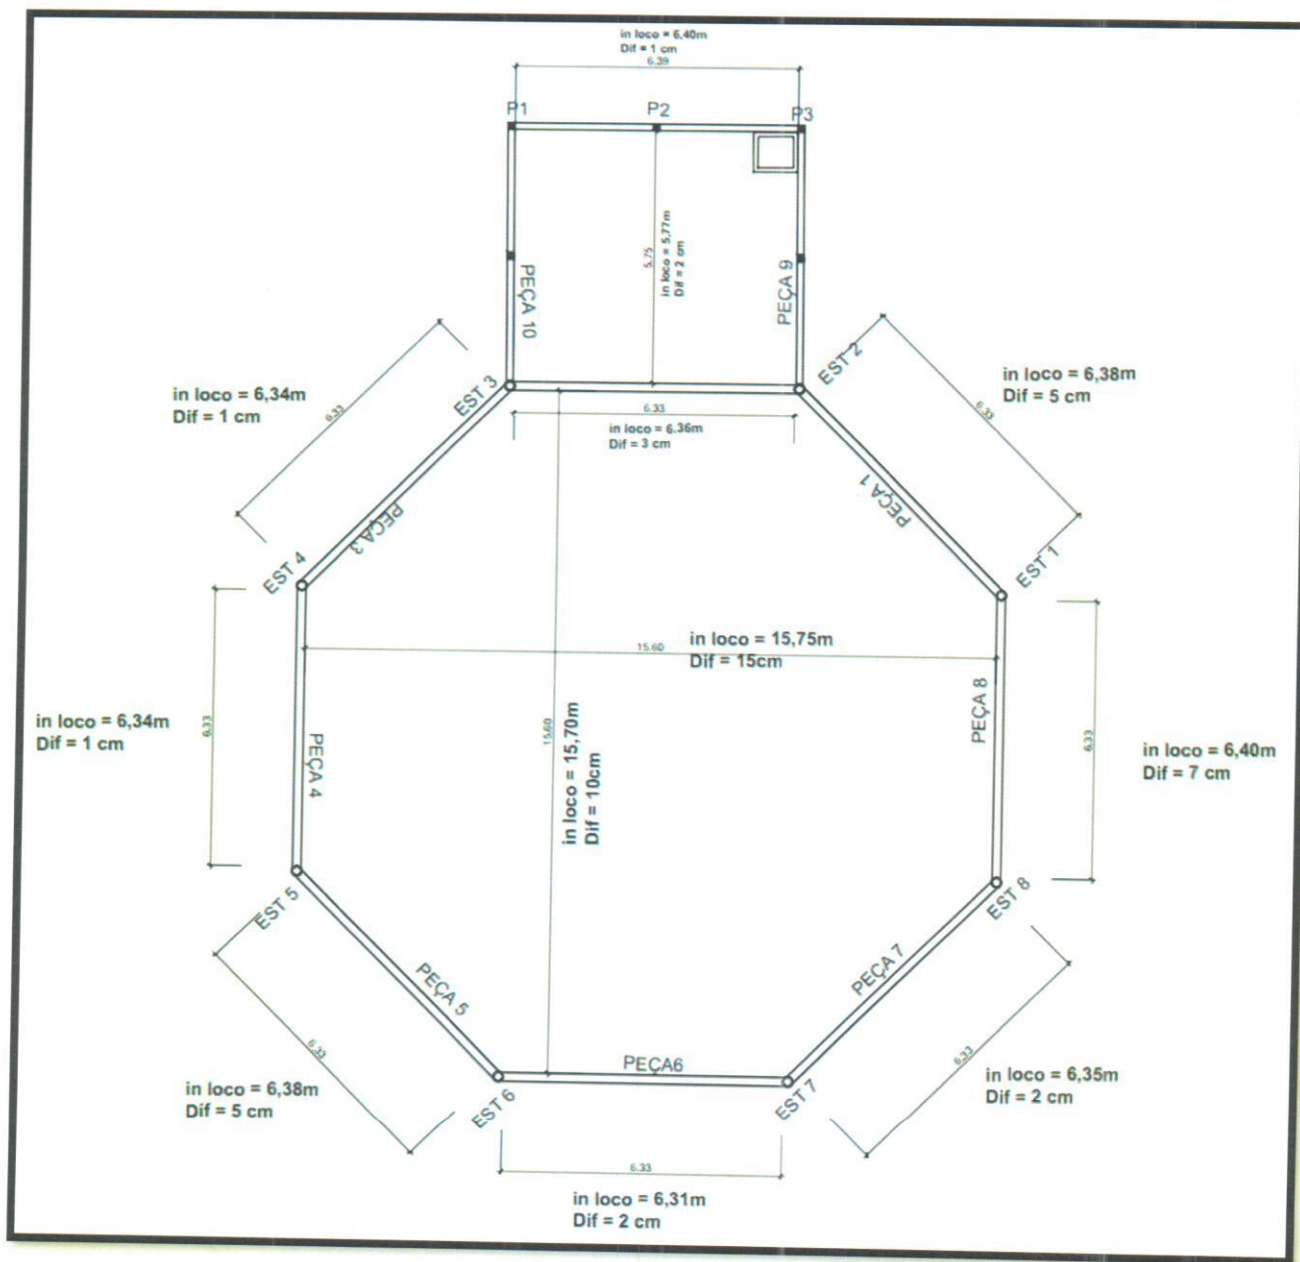 in loco = 6,40m
Dif = 1 cm
6.39
P1
P2
P3
5.75
in loco = 5,77m
Dif = 2 cm
PEÇA 10
PEÇA 9
EST 3
EST 2
in loco = 6,34m
Dif = 1 cm
6.33
in loco = 6,38m
Dif = 5 cm
6.33
6.33
in loco = 6.36m
Dif = 3 cm
PEÇA 3
PEÇA 1
EST 4
EST 1
in loco = 15,75m
Dif = 15cm
15.60
in loco = 6,34m
Dif = 1 cm
6.33
PEÇA 4
15.60
in loco = 15,70m
Dif = 10cm
PEÇA 8
6.33
in loco = 6,40m
Dif = 7 cm
EST 5
EST 8
PEÇA 5
PEÇA 7
6.33
in loco = 6,38m
Dif = 5 cm
PEÇA6
6.33
in loco = 6,35m
Dif = 2 cm
EST 6
EST 7
6.33
in loco = 6,31m
Dif = 2 cm